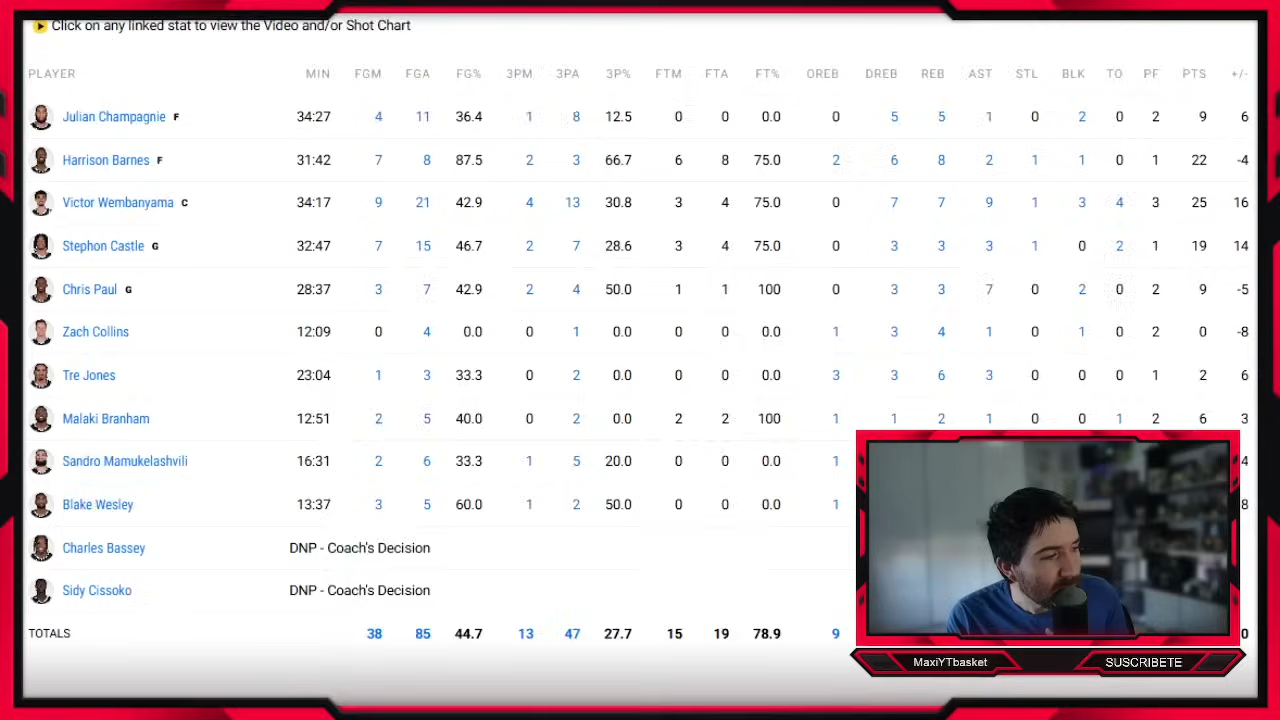 Click on any linked stat to view the Video and/or Shot Chart
PLAYER MIN FGM FGA FG% 3PM 3PA 3P% FTM FTA FT% OREB DREB REB AST STL BLK TO PF PTS +/-
Julian Champagnie F 34:27 4 11 36.4 1 8 12.5 0 0 0.0 0 5 5 1 0 2 0 2 9 6
Harrison Barnes F 31:42 7 8 87.5 2 3 66.7 6 8 75.0 2 6 8 2 1 1 0 1 22 -4
Victor Wembanyama C 34:17 9 21 42.9 4 13 30.8 3 4 75.0 0 7 7 9 1 3 4 3 25 16
Stephon Castle G 32:47 7 15 46.7 2 7 28.6 3 4 75.0 0 3 3 3 1 0 2 1 19 14
Chris Paul G 28:37 3 7 42.9 2 4 50.0 1 1 100 0 3 3 7 0 2 0 2 9 -5
Zach Collins 12:09 0 4 0.0 0 1 0.0 0 0 0.0 1 3 4 1 0 1 0 2 0 -8
Tre Jones 23:04 1 3 33.3 0 2 0.0 0 0 0.0 3 3 6 3 0 0 0 1 2 6
Malaki Branham 12:51 2 5 40.0 0 2 0.0 2 2 100 1 1 2 1 0 0 1 2 6 3
Sandro Mamukelashvili 16:31 2 6 33.3 1 5 20.0 0 0 0.0 1 4
Blake Wesley 13:37 3 5 60.0 1 2 50.0 0 0 0.0 1 8
Charles Bassey DNP - Coach's Decision
Sidy Cissoko DNP - Coach's Decision
TOTALS 38 85 44.7 13 47 27.7 15 19 78.9 9 0
MaxiYTbasket SUSCRIBETE